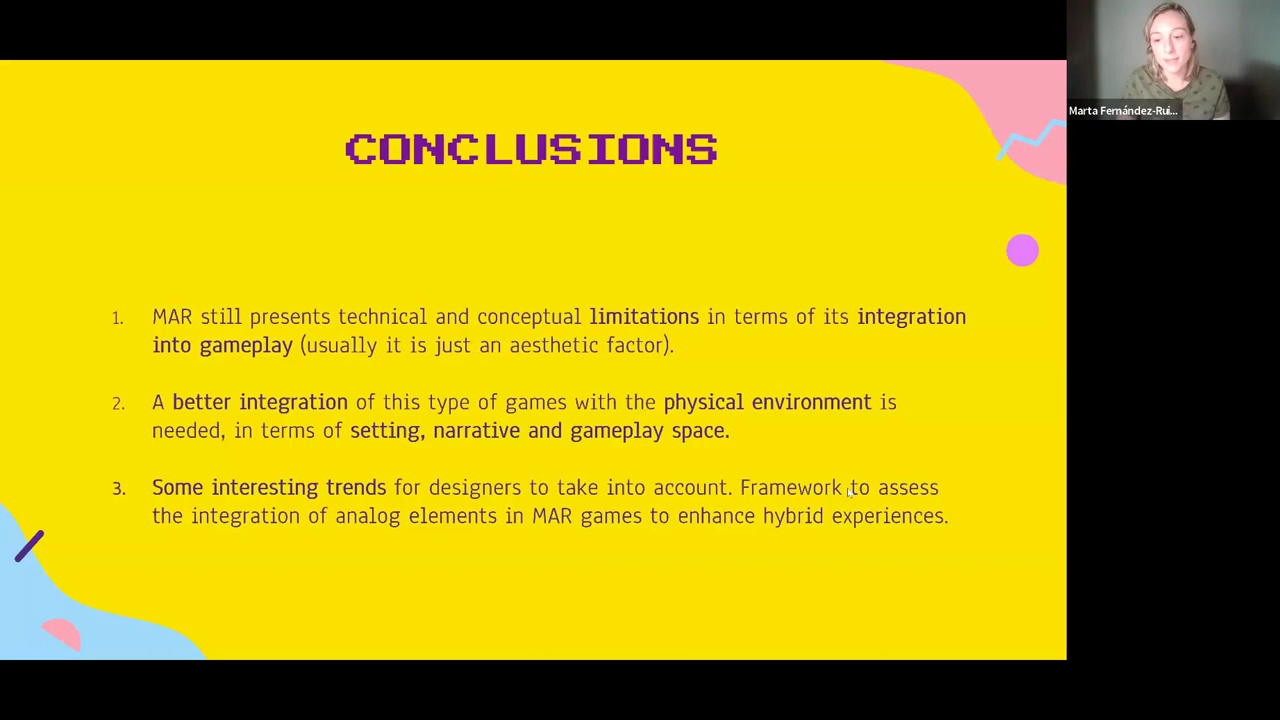 Marta Fernández-Rui...
CONCLUSIONS
1. MAR still presents technical and conceptual limitations in terms of its integration
into gameplay (usually it is just an aesthetic factor).
2. A better integration of this type of games with the physical environment is
needed, in terms of setting, narrative and gameplay space.
3. Some interesting trends for designers to take into account. Framework to assess
the integration of analog elements in MAR games to enhance hybrid experiences.